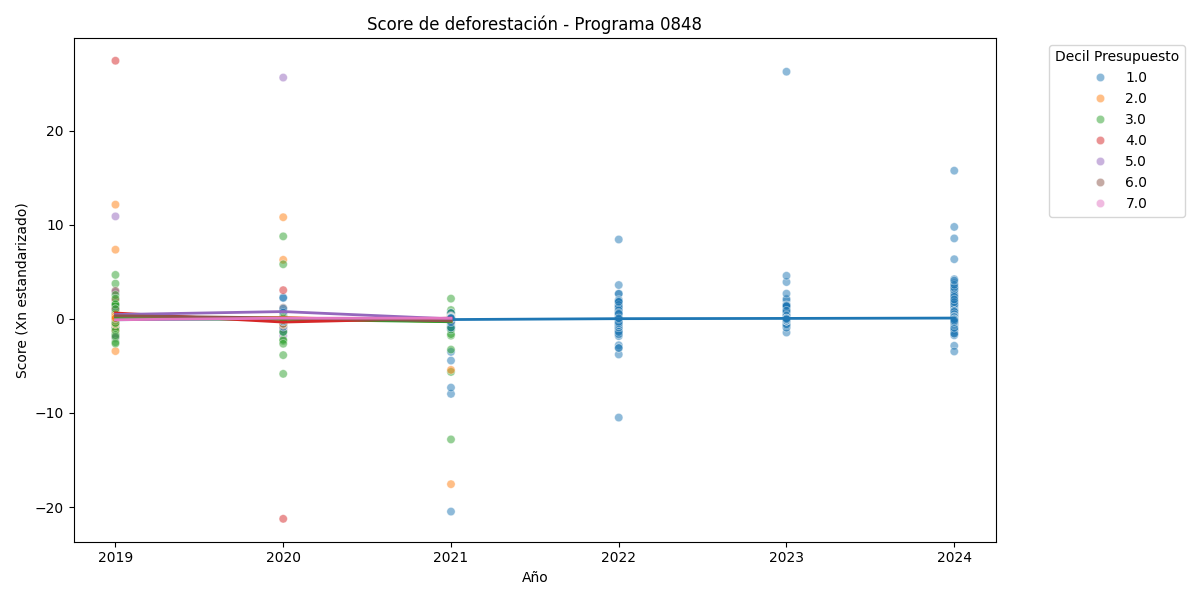 Score de deforestación - Programa 0848
Score (Xn estandarizado)
20
10
0
−10
−20
2019 2020 2021 2022 2023 2024
Año
Decil Presupuesto
1.0
2.0
3.0
4.0
5.0
6.0
7.0